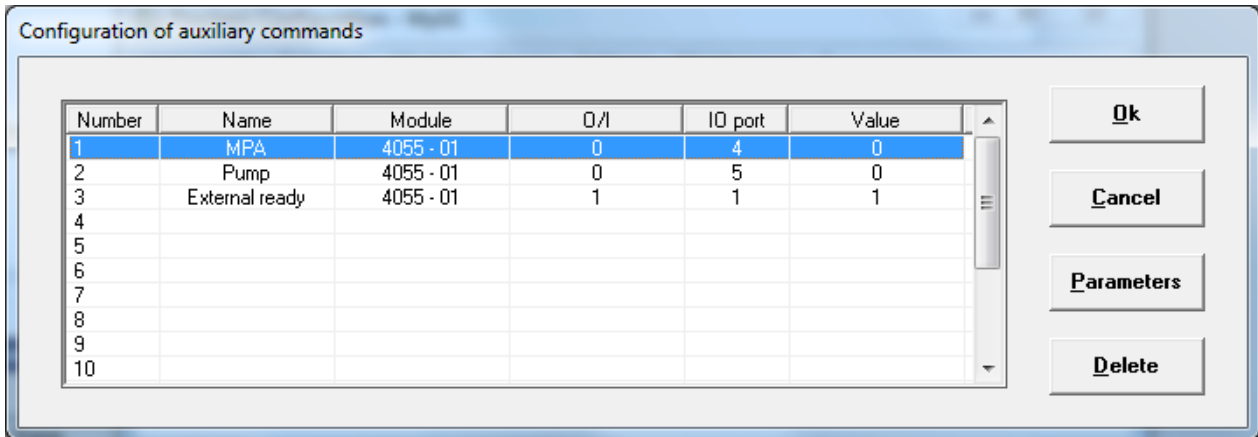 Configuration of auxiliary commands
Number Name Module O/I IO port Value
1 MPA 4055 - 01 0 4 0
2 Pump 4055 - 01 0 5 0
3 External ready 4055 - 01 1 1 1
4
5
6
7
8
9
10
Ok
Cancel
Parameters
Delete